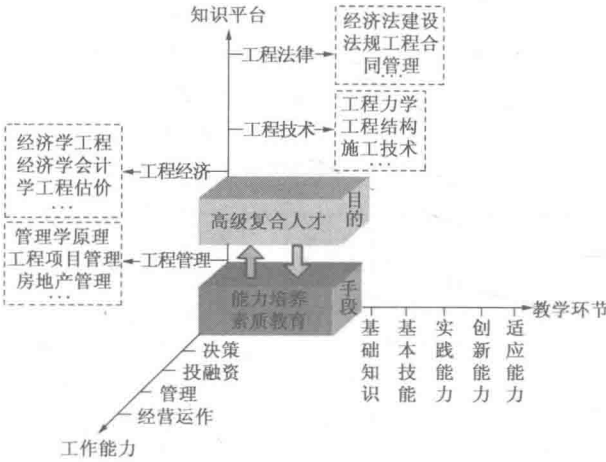 知识平台
工程法律
经济法建设
法规工程合
同管理
...
工程技术
工程力学
工程结构
施工技术
...
经济学工程
经济学会计
学工程估价
...
工程经济
目的
高级复合人才
管理学原理
工程项目管理
房地产管理
...
工程管理
手段
能力培养
素质教育
教学环节
基础知识
基本技能
实践能力
创新能力
适应能力
决策
投融资
管理
经营运作
工作能力